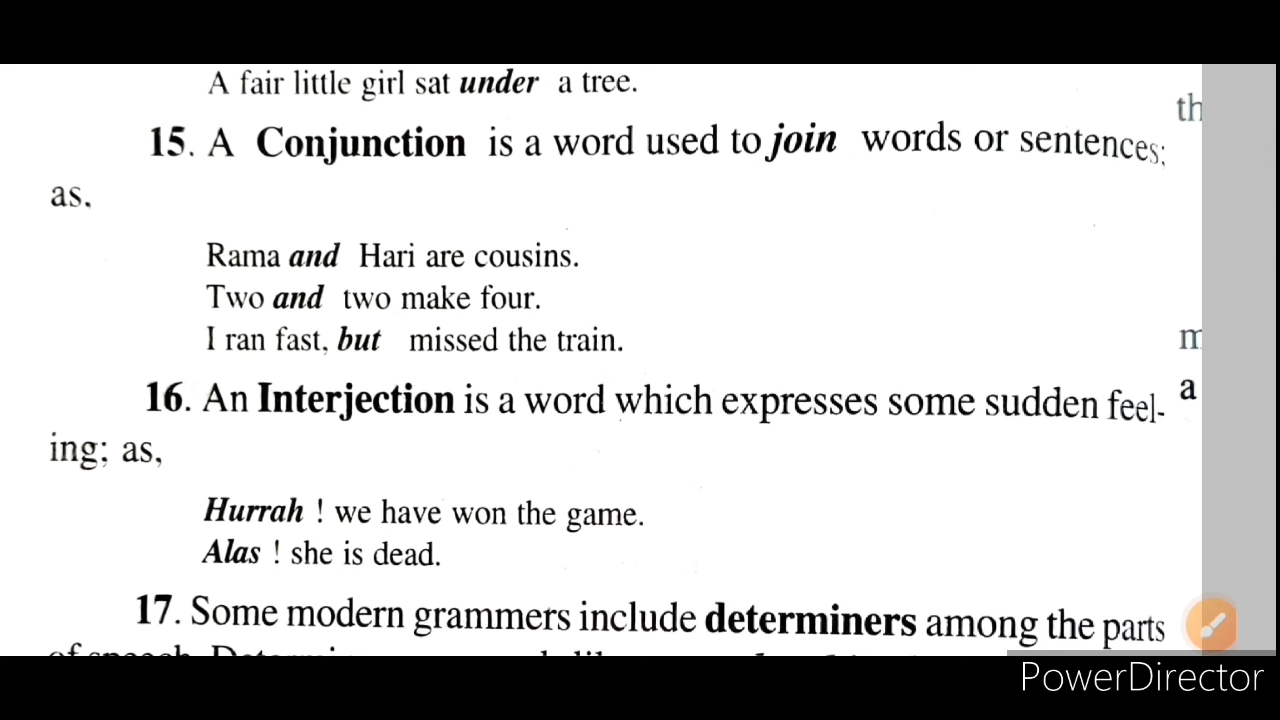 A fair little girl sat under a tree.
15. A Conjunction is a word used to join words or sentences;
as,
Rama and Hari are cousins.
Two and two make four.
I ran fast, but missed the train.
16. An Interjection is a word which expresses some sudden feel-
ing; as,
Hurrah ! we have won the game.
Alas ! she is dead.
17. Some modern grammers include determiners among the parts
of speech.
th
m
a
PowerDirector